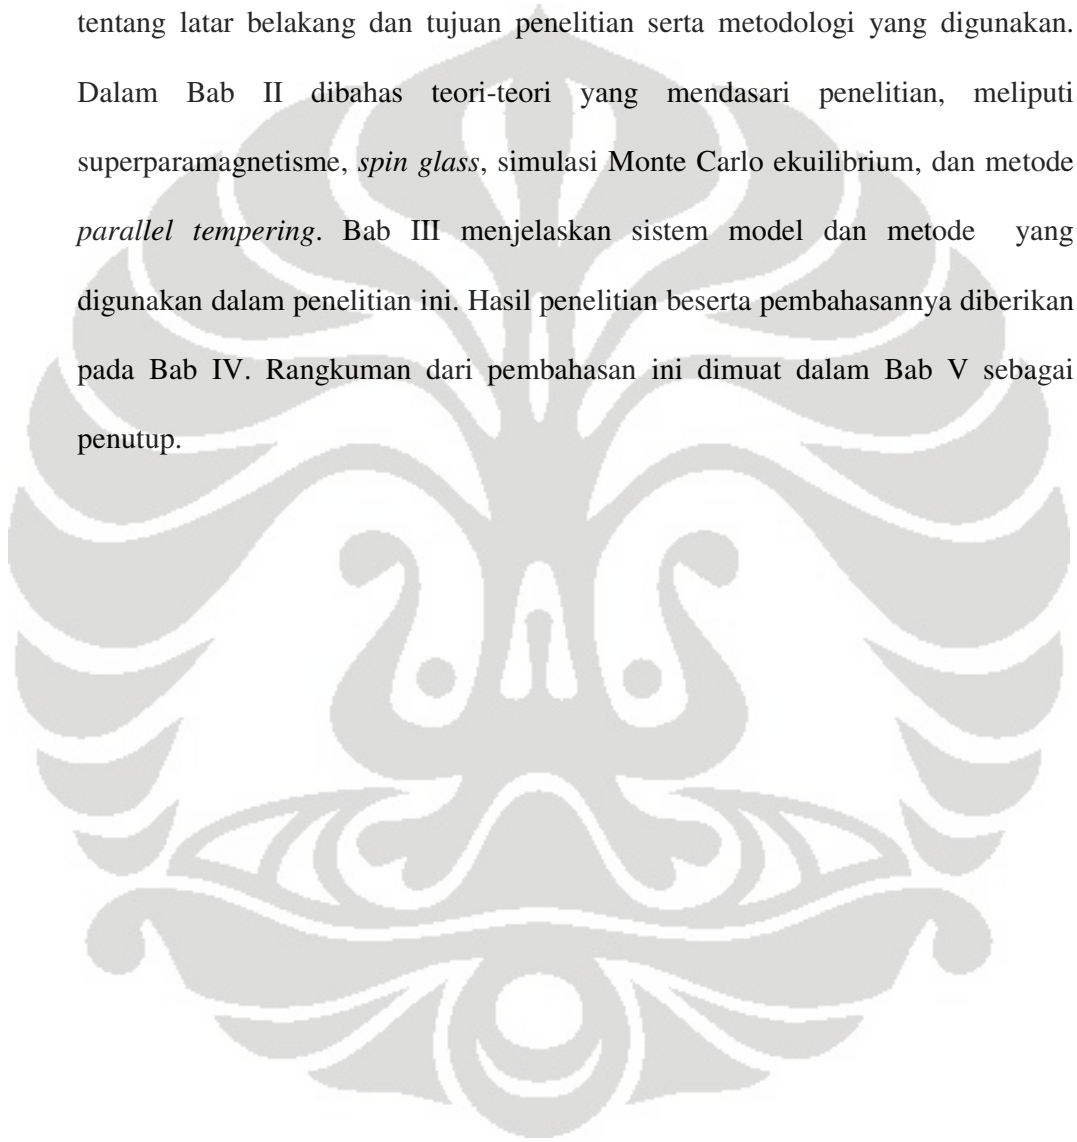 tentang latar belakang dan tujuan penelitian serta metodologi yang digunakan.
Dalam Bab II dibahas teori-teori yang mendasari penelitian, meliputi
superparamagnetisme, spin glass, simulasi Monte Carlo ekuilibrium, dan metode
parallel tempering. Bab III menjelaskan sistem model dan metode yang
digunakan dalam penelitian ini. Hasil penelitian beserta pembahasannya diberikan
pada Bab IV. Rangkuman dari pembahasan ini dimuat dalam Bab V sebagai
penutup.